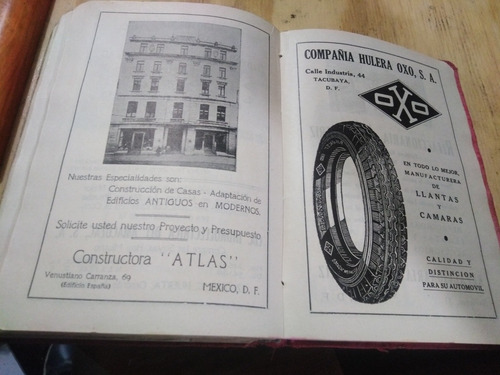 Nuestras Especialidades son:
Construcción de Casas - Adaptación de
Edificios ANTIGUOS en MODERNOS.
Solicite usted nuestro Proyecto y Presupuesto
Constructora "ATLAS"
Venustiano Carranza, 69
(Edificio Español)
MEXICO, D. F.
COMPAÑIA HULERA OXO, S. A.
Calle Industria, 44
TACUBAYA,
D. F.
OXO
EN TODO LO MEJOR,
MANUFACTURERA
DE
LLANTAS
Y
CAMARAS
CALIDAD Y
DISTINCION
PARA SU AUTOMOVIL